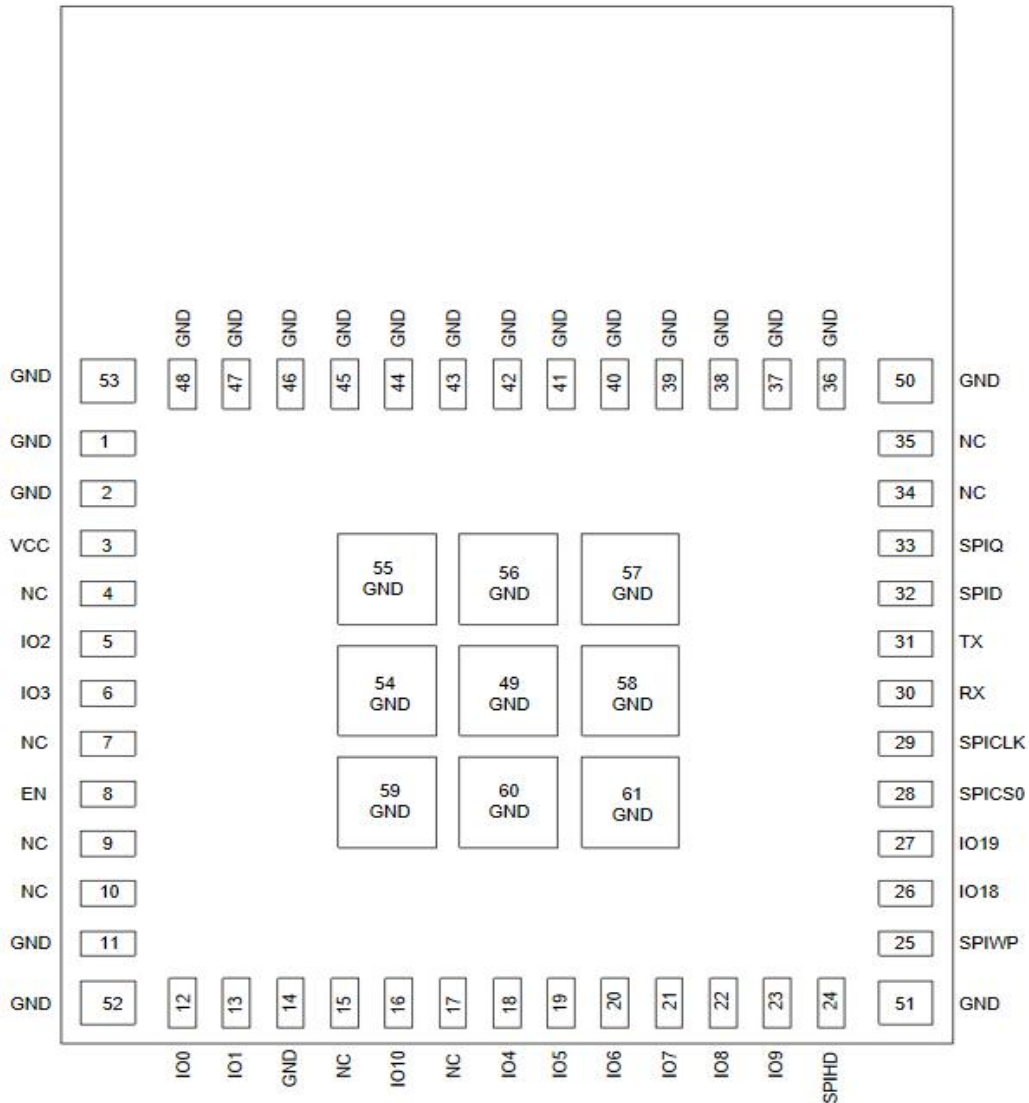 GND GND GND GND GND GND GND GND GND GND GND GND GND
GND 53 48 47 46 45 44 43 42 41 40 39 38 37 36 50 GND
GND 1 35 NC
GND 2 34 NC
VCC 3 33 SPIQ
55 56 57
GND GND GND
NC 4 32 SPID
IO2 5 31 TX
IO3 6 30 RX
54 49 58
GND GND GND
NC 7 29 SPICLK
EN 8 28 SPICS0
59 60 61
GND GND GND
NC 9 27 IO19
NC 10 26 IO18
GND 11 25 SPIWP
GND 52 12 13 14 15 16 17 18 19 20 21 22 23 24 51 GND
IO0 IO1 GND NC IO10 NC IO4 IO5 IO6 IO7 IO8 IO9 SPIHD